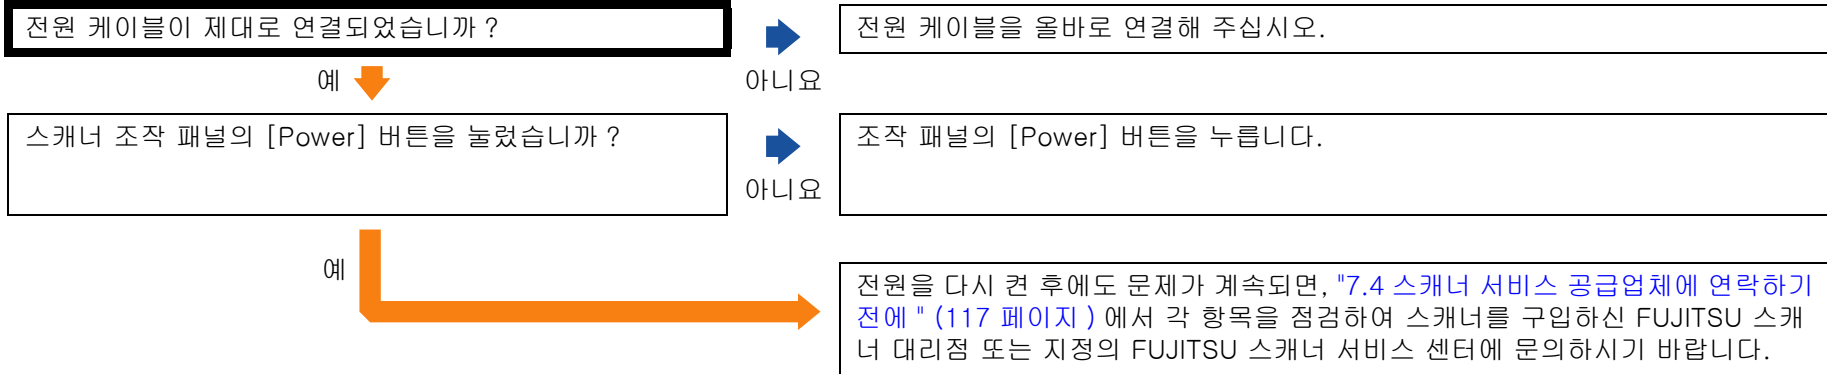 전원 케이블이 제대로 연결되었습니까 ?
전원 케이블을 올바로 연결해 주십시오.
예
아니요
스캐너 조작 패널의 [Power] 버튼을 눌렀습니까 ?
조작 패널의 [Power] 버튼을 누릅니다.
아니요
예
전원을 다시 켠 후에도 문제가 계속되면, "7.4 스캐너 서비스 공급업체에 연락하기
전에 " (117 페이지 ) 에서 각 항목을 점검하여 스캐너를 구입하신 FUJITSU 스캐
너 대리점 또는 지정의 FUJITSU 스캐너 서비스 센터에 문의하시기 바랍니다.